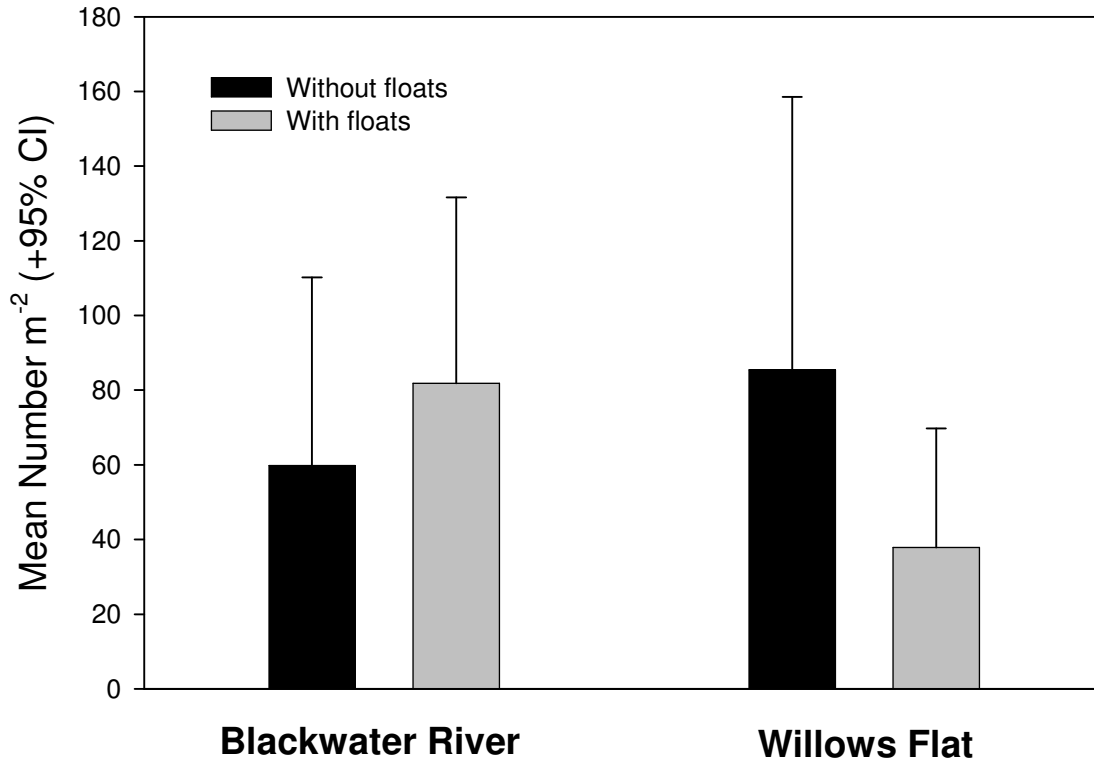 Mean Number m⁻² (+95% CI)
180
160
140
120
100
80
60
40
20
0
Without floats
With floats
Blackwater River
Willows Flat